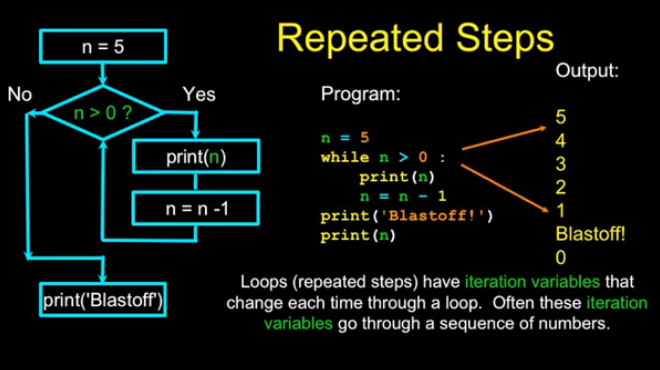 Repeated Steps
n = 5
No
n > 0 ?
Yes
print(n)
n = n -1
print('Blastoff')
Program:
n = 5
while n > 0 :
    print(n)
    n = n - 1
print('Blastoff!')
print(n)
Output:
5
4
3
2
1
Blastoff!
0
Loops (repeated steps) have iteration variables that
change each time through a loop. Often these iteration
variables go through a sequence of numbers.